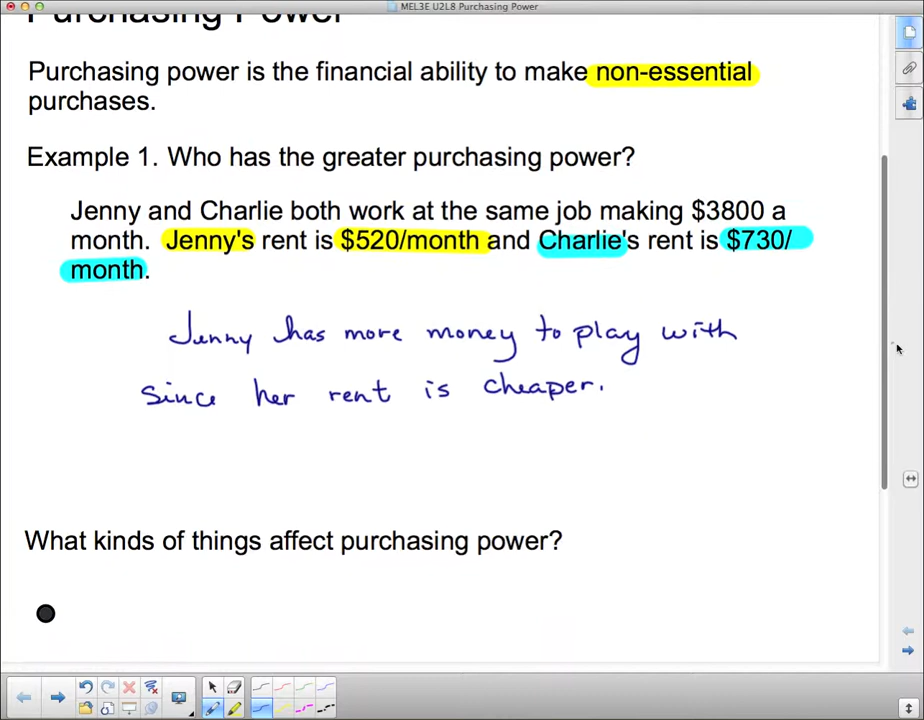 MEL3E U2L8 Purchasing Power
Purchasing Power
Purchasing power is the financial ability to make non-essential
purchases.
Example 1. Who has the greater purchasing power?
Jenny and Charlie both work at the same job making $3800 a
month. Jenny's rent is $520/month and Charlie's rent is $730/
month.
Jenny has more money to play with
since her rent is cheaper.
What kinds of things affect purchasing power?